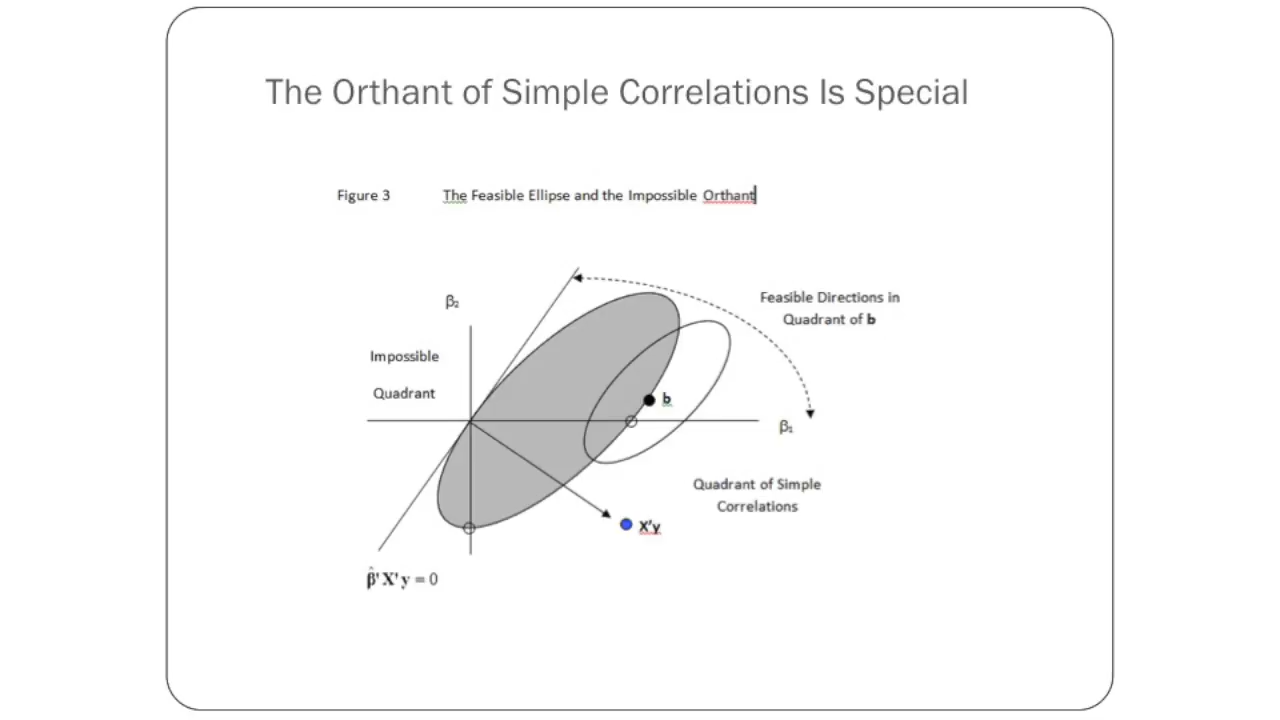 The Orthant of Simple Correlations Is Special
Figure 3 The Feasible Ellipse and the Impossible Orthant
β₂
Feasible Directions in
Quadrant of b
Impossible
Quadrant
b
β₁
Quadrant of Simple
Correlations
X'y
β̂'X'y = 0